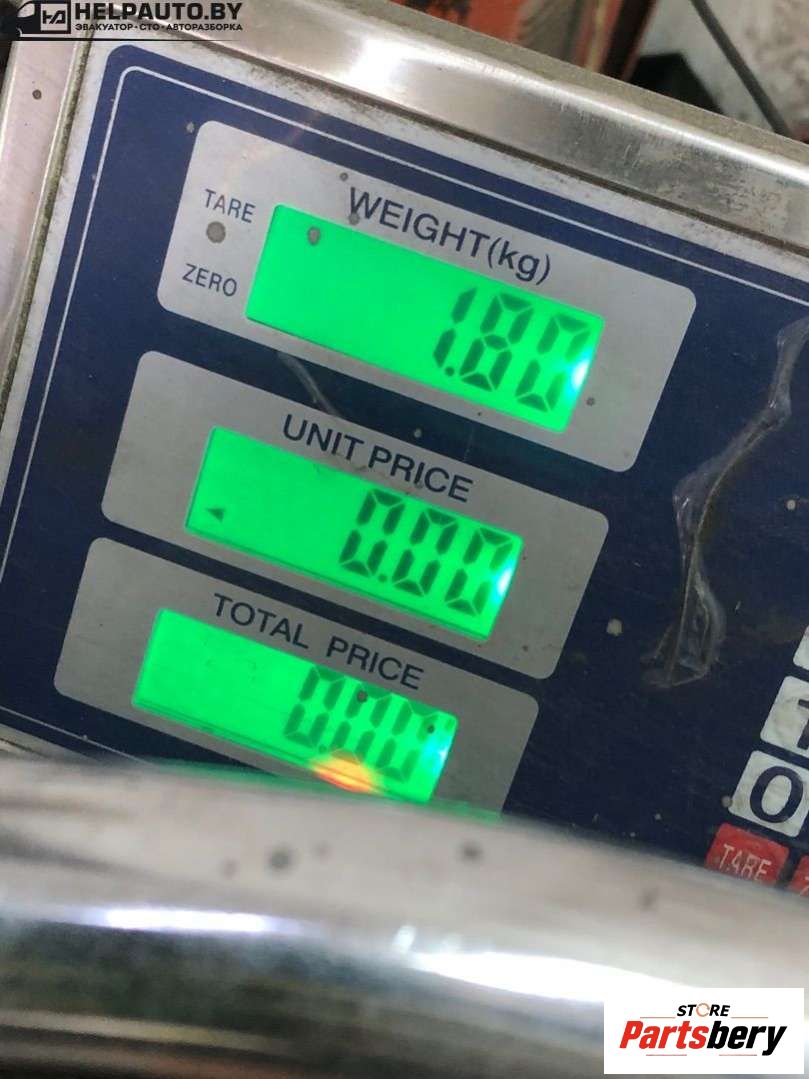 HELPAUTO.BY
ЭВАКУАТОР·СТО·АВТОРАЗБОРКА
WEIGHT(kg)
TARE
ZERO
1.80
UNIT PRICE
0.00
TOTAL PRICE
0.00
0
TARE
STORE
Partsbery